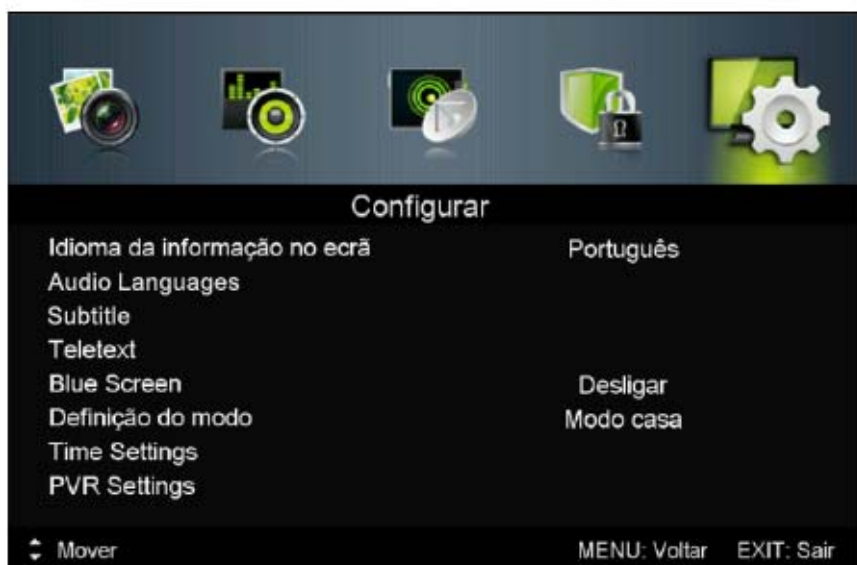 Configurar
Idioma da informação no ecrã Português
Audio Languages
Subtitle
Teletext
Blue Screen Desligar
Definição do modo Modo casa
Time Settings
PVR Settings
Mover MENU: Voltar EXIT: Sair